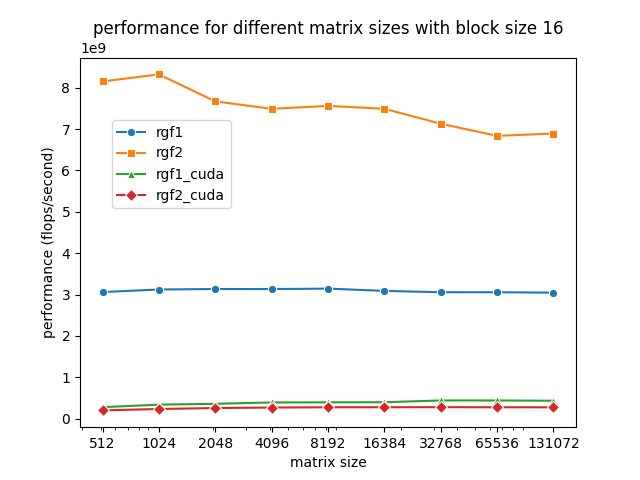 performance for different matrix sizes with block size 16
1e9
8
7
6
5
4
3
2
1
0
performance (flops/second)
rgf1
rgf2
rgf1_cuda
rgf2_cuda
512 1024 2048 4096 8192 16384 32768 65536 131072
matrix size